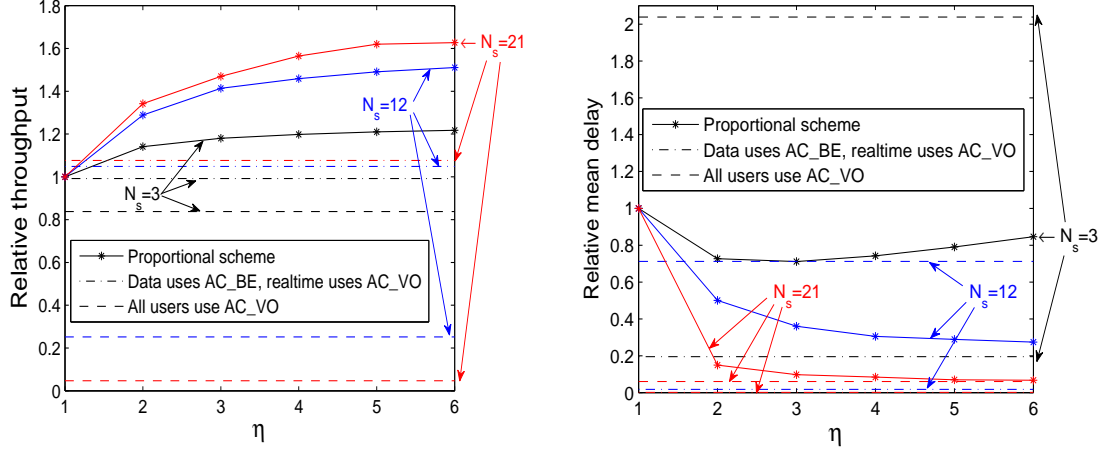 Relative throughput
1.8
1.6
1.4
1.2
1
0.8
0.6
0.4
0.2
0
1 2 3 4 5 6
η
N_s=21
N_s=12
N_s=3
Proportional scheme
Data uses AC_BE, realtime uses AC_VO
All users use AC_VO
Relative mean delay
2
1.8
1.6
1.4
1.2
1
0.8
0.6
0.4
0.2
0
1 2 3 4 5 6
η
Proportional scheme
Data uses AC_BE, realtime uses AC_VO
All users use AC_VO
N_s=3
N_s=21
N_s=12